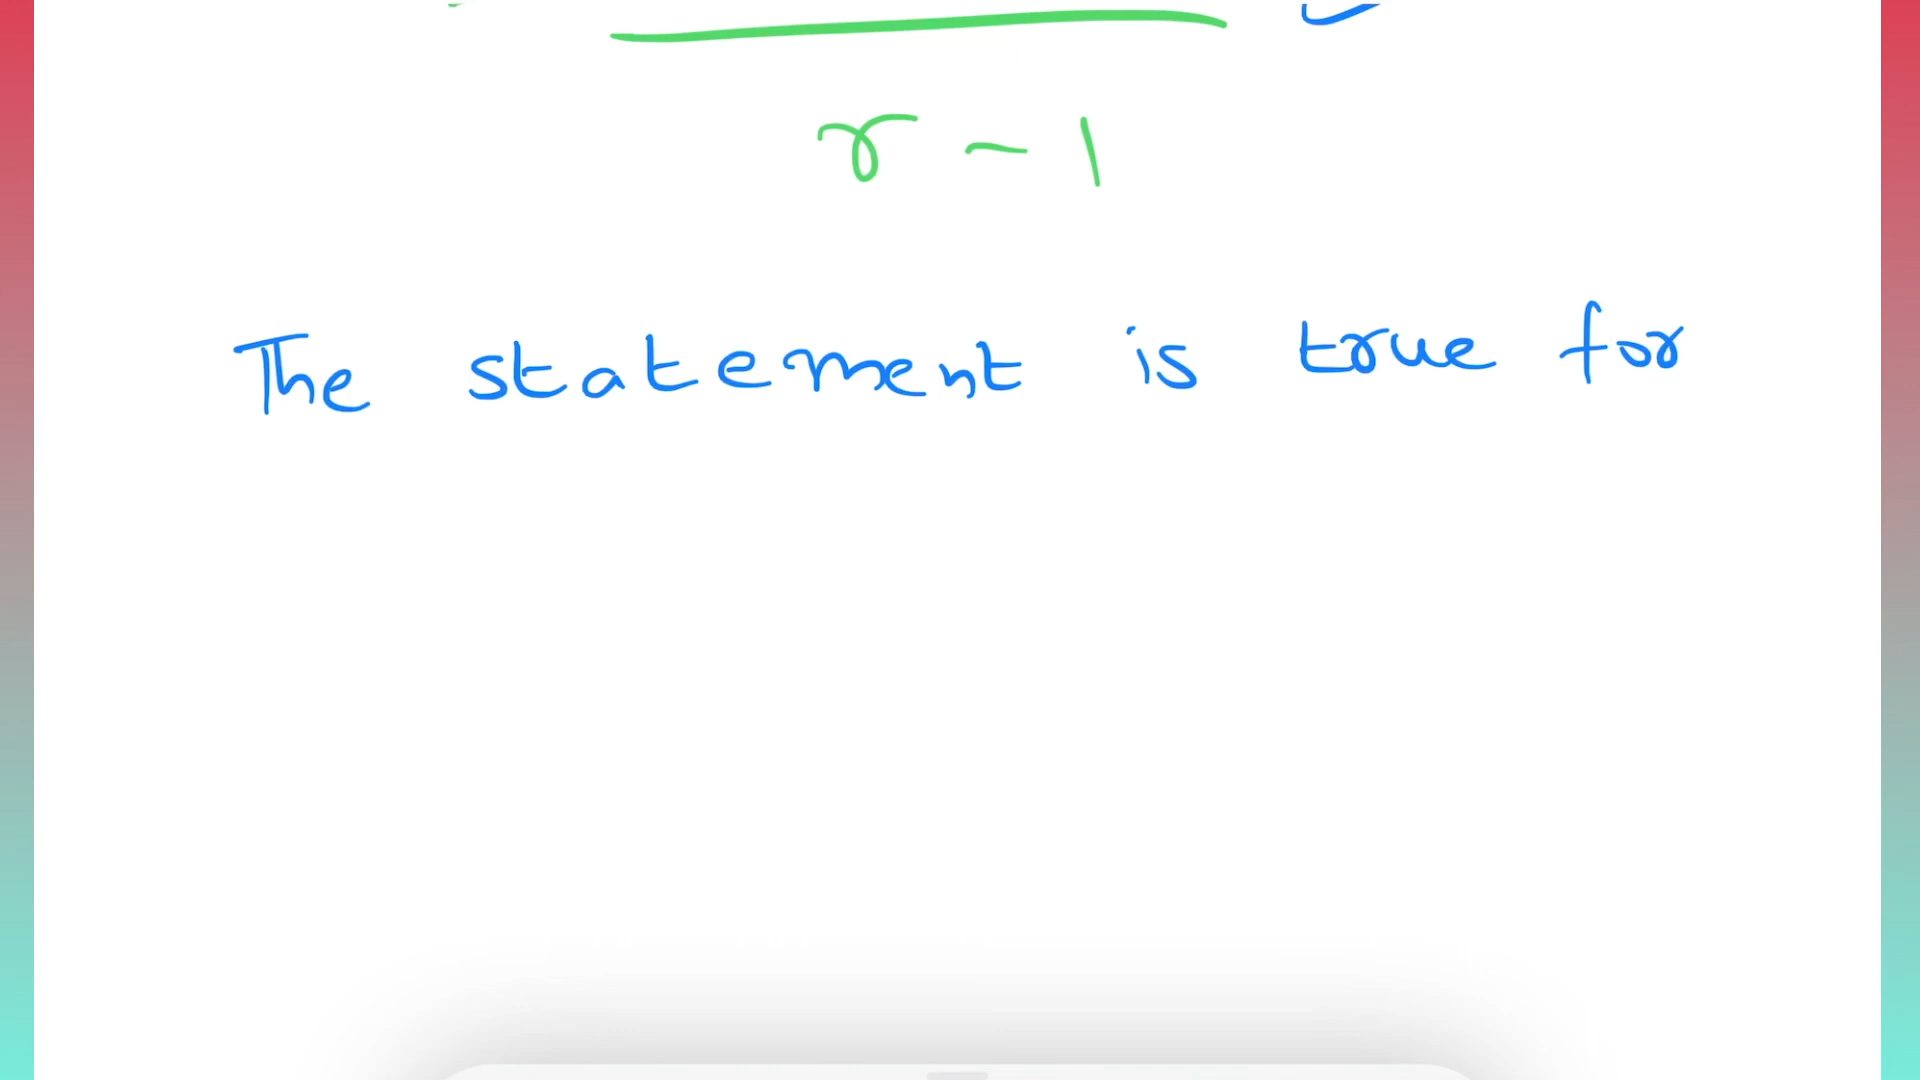 r - 1
The statement is true for